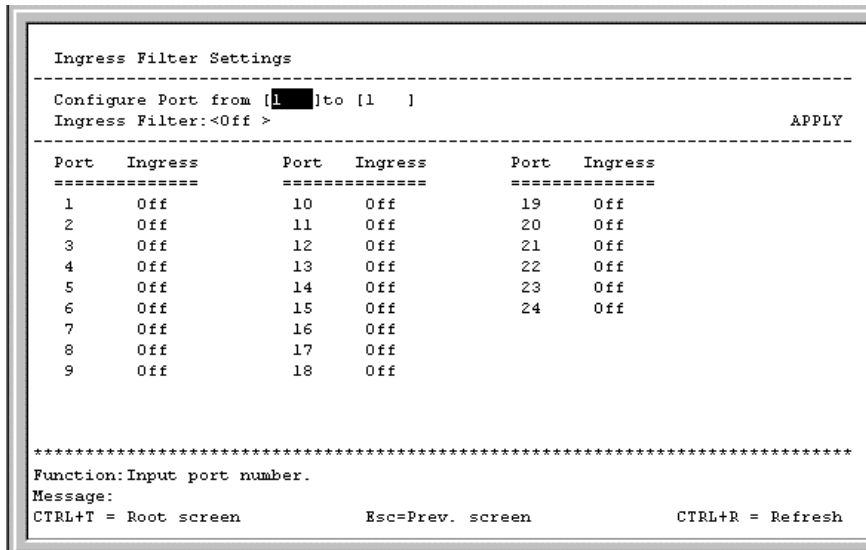 Ingress Filter Settings
--------------------------------------------------------------------------------
Configure Port from [1   ]to [1   ]
Ingress Filter:<Off > APPLY
--------------------------------------------------------------------------------
Port Ingress Port Ingress Port Ingress
============== ============== ==============
1 Off 10 Off 19 Off
2 Off 11 Off 20 Off
3 Off 12 Off 21 Off
4 Off 13 Off 22 Off
5 Off 14 Off 23 Off
6 Off 15 Off 24 Off
7 Off 16 Off
8 Off 17 Off
9 Off 18 Off
********************************************************************************
Function:Input port number.
Message:
CTRL+T = Root screen Esc=Prev. screen CTRL+R = Refresh